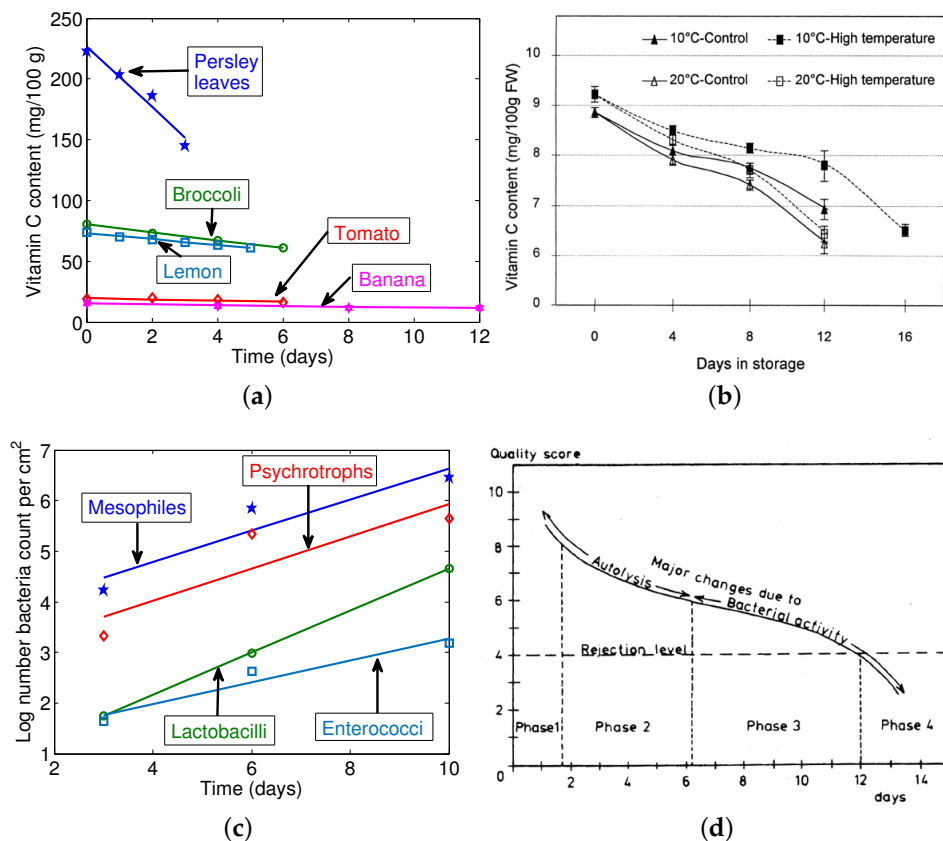 Vitamin C content (mg/100 g)
250
200
150
100
50
0
Persley
leaves
Broccoli
Lemon
Tomato
Banana
0 2 4 6 8 10 12
Time (days)
(a)
Vitamin C content (mg/100g FW)
10
9
8
7
6
0
10°C-Control
10°C-High temperature
20°C-Control
20°C-High temperature
0 4 8 12 16
Days in storage
(b)
Log number bacteria count per cm2
7
6
5
4
3
2
1
Mesophiles
Psychrotrophs
Lactobacilli
Enterococci
2 4 6 8 10
Time (days)
(c)
Quality score
10
8
6
4
2
0
Autolysis
Major changes due to
Bacterial activity
Rejection level
Phase1
Phase 2
Phase 3
Phase 4
0 2 4 6 8 10 12 14
days
(d)